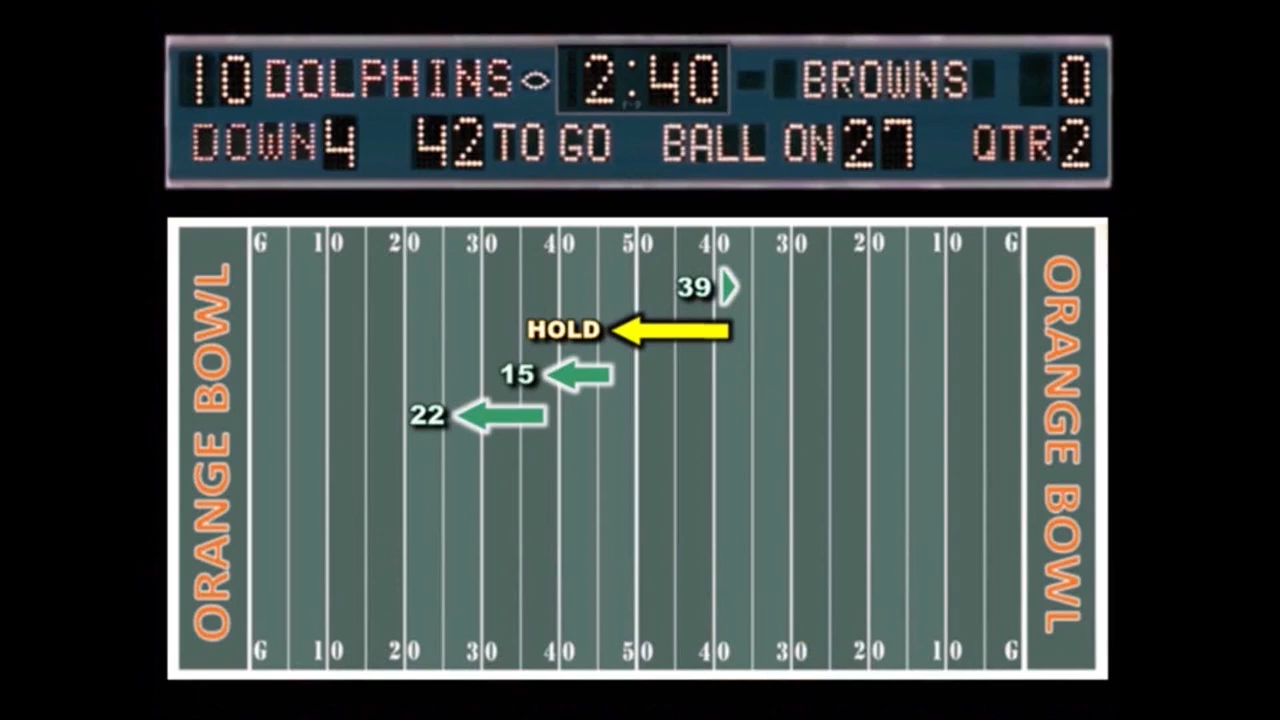 10 DOLPHINS 2:40 BROWNS 0
DOWN 4 42 TO GO BALL ON 27 QTR 2
G 10 20 30 40 50 40 30 20 10 G
39
HOLD
15
22
ORANGE BOWL
ORANGE BOWL
G 10 20 30 40 50 40 30 20 10 G